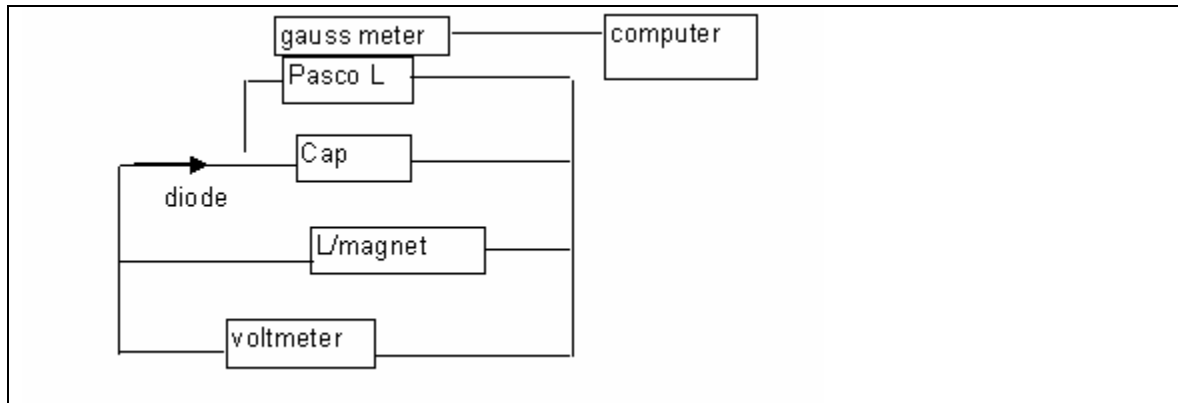 gauss meter
computer
Pasco L
Cap
diode
L/magnet
voltmeter